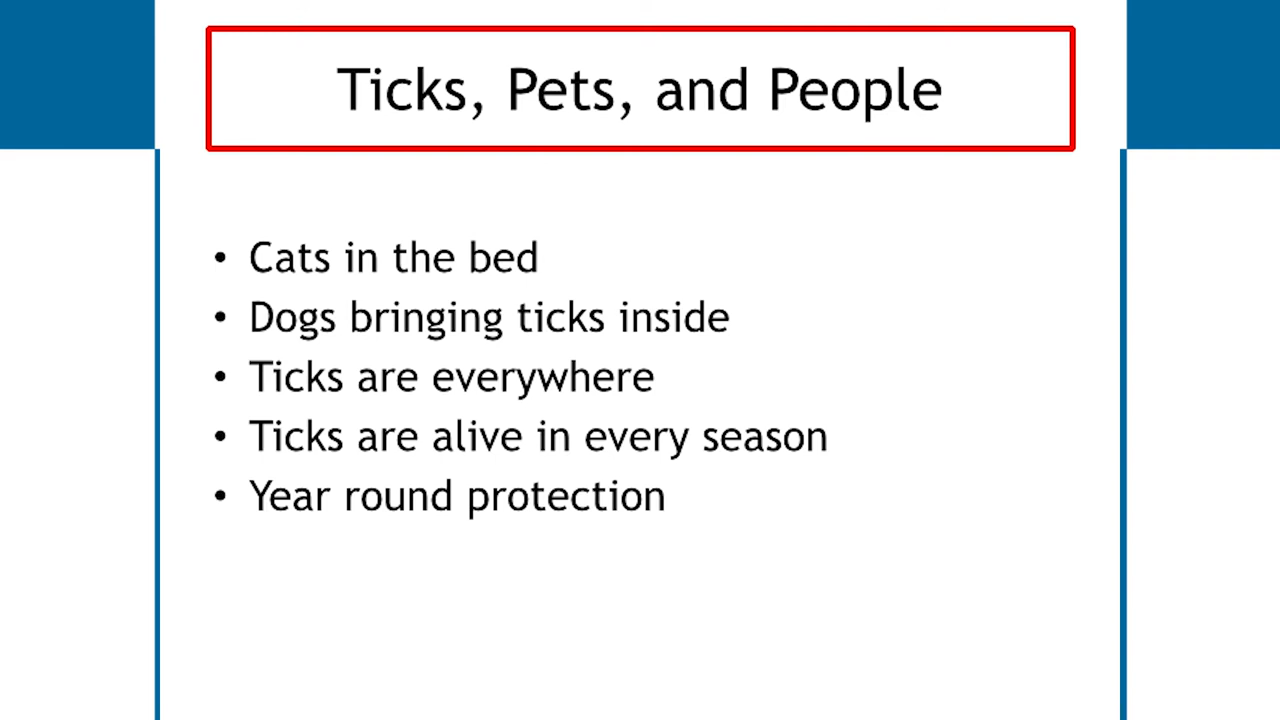 Ticks, Pets, and People
• Cats in the bed
• Dogs bringing ticks inside
• Ticks are everywhere
• Ticks are alive in every season
• Year round protection